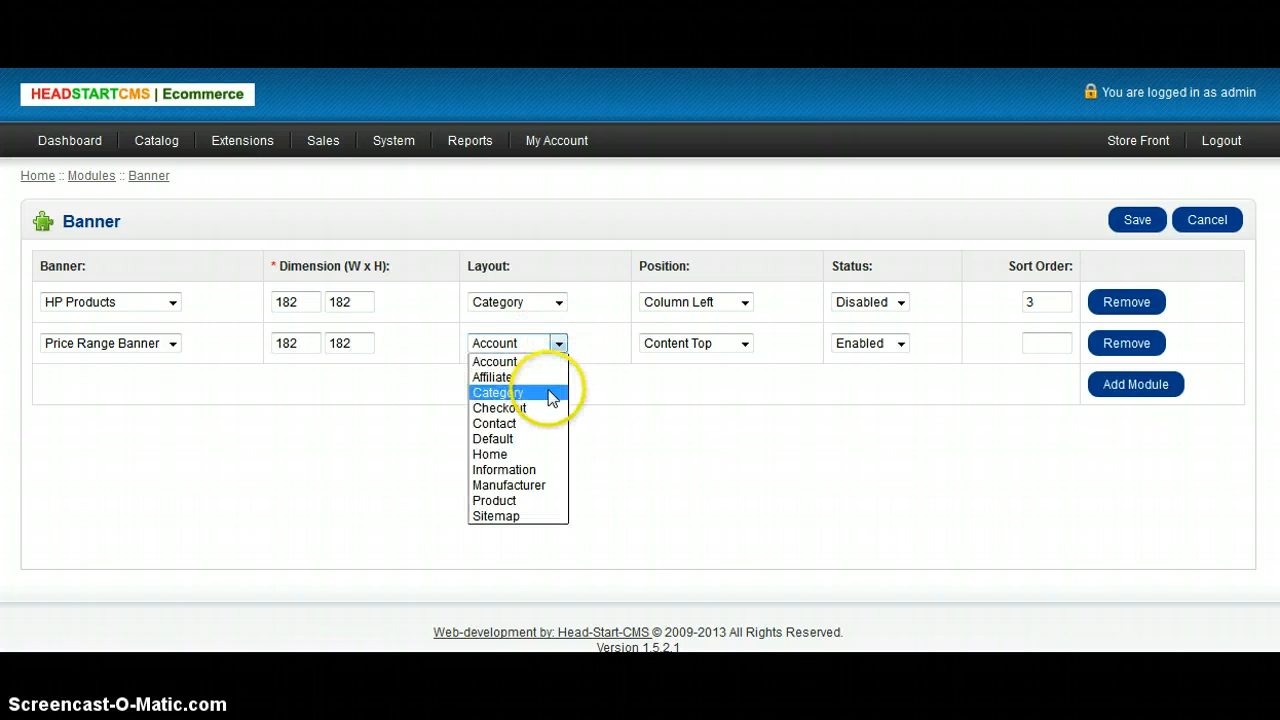 HEADSTARTCMS | Ecommerce
You are logged in as admin
Dashboard Catalog Extensions Sales System Reports My Account Store Front Logout
Home :: Modules :: Banner
Banner Save Cancel
Banner: * Dimension (W x H): Layout: Position: Status: Sort Order:
HP Products 182 182 Category Column Left Disabled 3 Remove
Price Range Banner 182 182 Account Content Top Enabled Remove
Account
Affiliate
Add Module
Category
Checkout
Contact
Default
Home
Information
Manufacturer
Product
Sitemap
Web-development by: Head-Start-CMS © 2009-2013 All Rights Reserved.
Version 1.5.2.1
Screencast-O-Matic.com